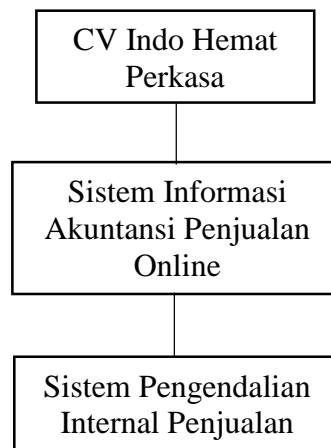 CV Indo Hemat
Perkasa
Sistem Informasi
Akuntansi Penjualan
Online
Sistem Pengendalian
Internal Penjualan